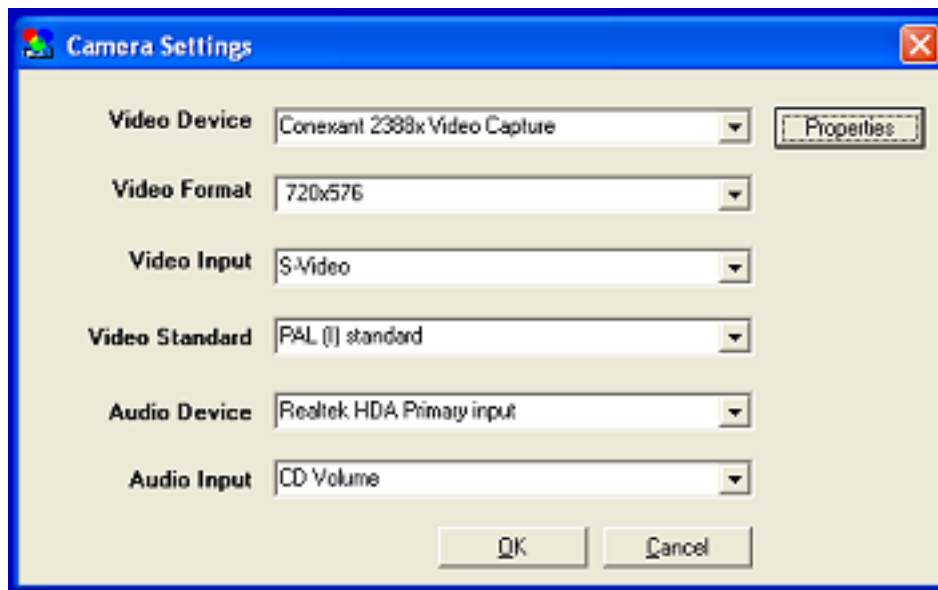 Camera Settings
Video Device Conexant 2388x Video Capture Properties
Video Format 720x576
Video Input S-Video
Video Standard PAL (I) standard
Audio Device Realtek HDA Primary input
Audio Input CD Volume
OK Cancel